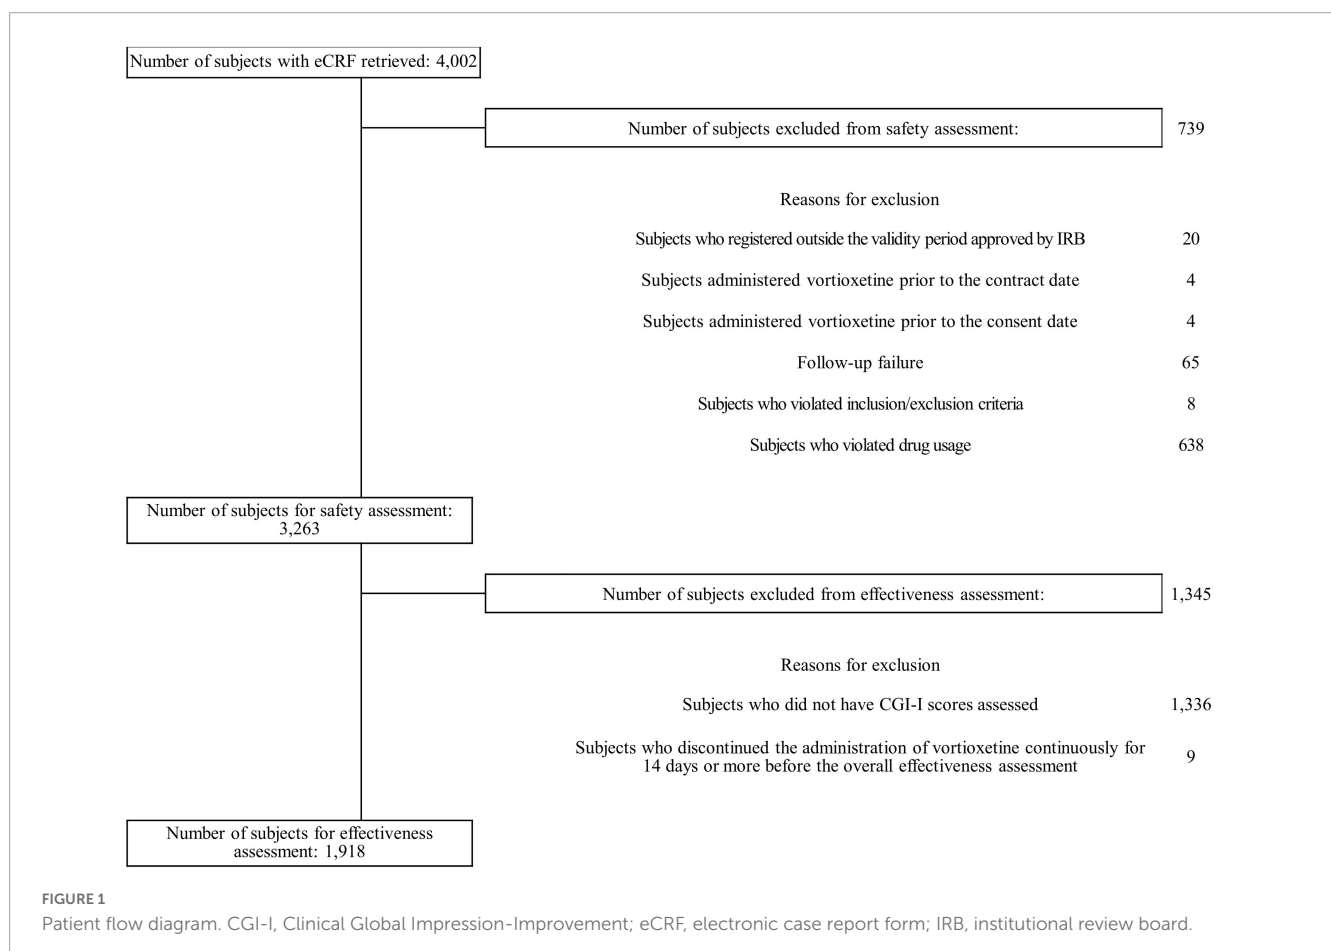 Number of subjects with eCRF retrieved: 4,002
Number of subjects excluded from safety assessment: 739
Reasons for exclusion
Subjects who registered outside the validity period approved by IRB 20
Subjects administered vortioxetine prior to the contract date 4
Subjects administered vortioxetine prior to the consent date 4
Follow-up failure 65
Subjects who violated inclusion/exclusion criteria 8
Subjects who violated drug usage 638
Number of subjects for safety assessment:
3,263
Number of subjects excluded from effectiveness assessment: 1,345
Reasons for exclusion
Subjects who did not have CGI-I scores assessed 1,336
Subjects who discontinued the administration of vortioxetine continuously for
14 days or more before the overall effectiveness assessment 9
Number of subjects for effectiveness
assessment: 1,918
FIGURE 1
Patient flow diagram. CGI-I, Clinical Global Impression-Improvement; eCRF, electronic case report form; IRB, institutional review board.